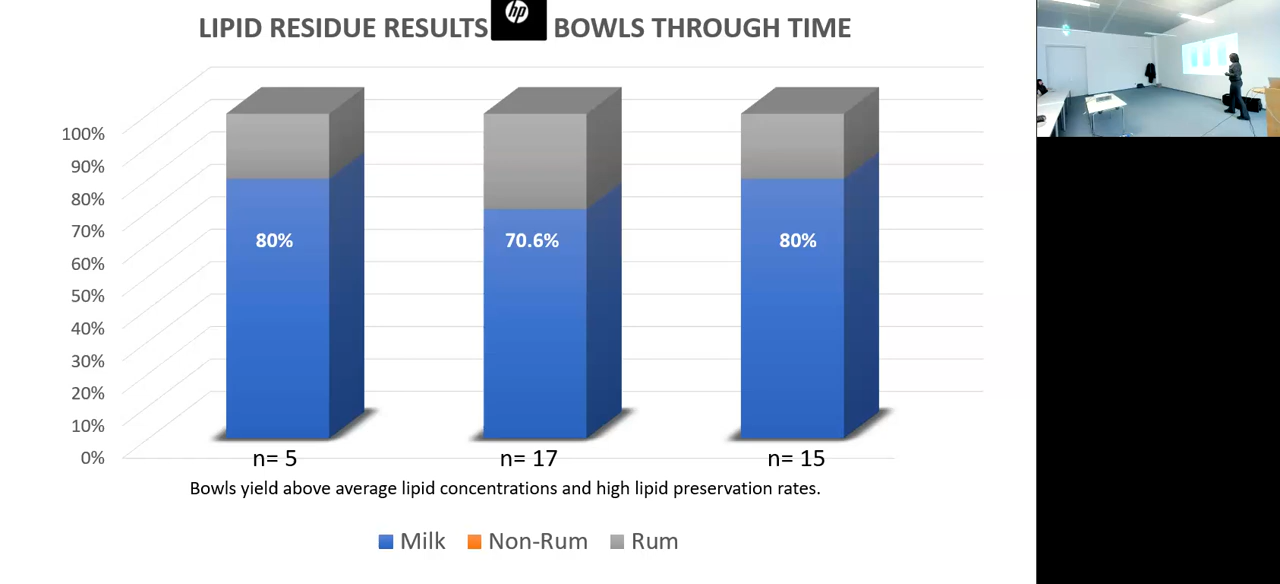 LIPID RESIDUE RESULTS hp BOWLS THROUGH TIME
100%
90%
80%
70%
60%
50%
40%
30%
20%
10%
0%
80%
70.6%
80%
n= 5
n= 17
n= 15
Bowls yield above average lipid concentrations and high lipid preservation rates.
Milk
Non-Rum
Rum